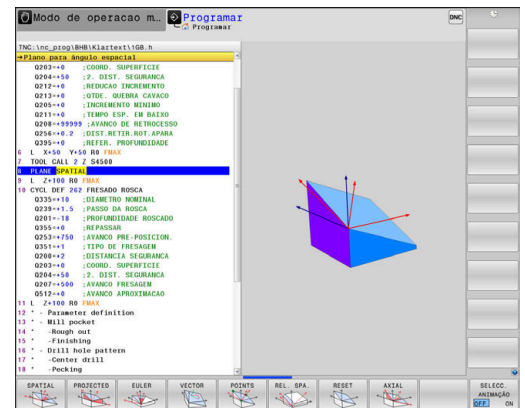 Modo de operacao m…
Programar
Programar
DNC
TNC:\nc_prog\BHB\Klartext\1GB.h
→Plano para ângulo espacial
Q203=+0 ;COORD. SUPERFICIE
Q204=+50 ;2. DIST. SEGURANCA
Q212=+0 ;REDUCAO INCREMENTO
Q213=+0 ;QTDE. QUEBRA CAVACO
Q205=+0 ;INCREMENTO MINIMO
Q211=+0 ;TEMPO ESP. EM BAIXO
Q208=+99999 ;AVANCO DE RETROCESSO
Q256=+0.2 ;DIST.RETIR.ROT.APARA
Q395=+0 ;REFER. PROFUNDIDADE
6 L X+50 Y+50 R0 FMAX
7 TOOL CALL 2 Z S4500
8 PLANE SPATIAL
9 L Z+100 R0 FMAX
10 CYCL DEF 262 FRESADO ROSCA
Q335=+10 ;DIAMETRO NOMINAL
Q239=+1.5 ;PASSO DA ROSCA
Q201=-18 ;PROFUNDIDADE ROSCADO
Q355=+0 ;REPASSAR
Q253=+750 ;AVANCO PRE-POSICION.
Q351=+1 ;TIPO DE FRESAGEM
Q200=+2 ;DISTANCIA SEGURANCA
Q203=+0 ;COORD. SUPERFICIE
Q204=+50 ;2. DIST. SEGURANCA
Q207=+500 ;AVANCO FRESAGEM
Q512=+0 ;AVANCO APROXIMACAO
11 L Z+100 R0 FMAX
12 * - Parameter definition
13 * - Mill pocket
14 * -Rough out
15 * -Finishing
16 * - Drill hole pattern
17 * -Center drill
18 * -Pecking
SPATIAL
PROJECTED
EULER
VECTOR
POINTS
REL. SPA.
RESET
AXIAL
SELECC.
ANIMAÇÃO
OFF ON